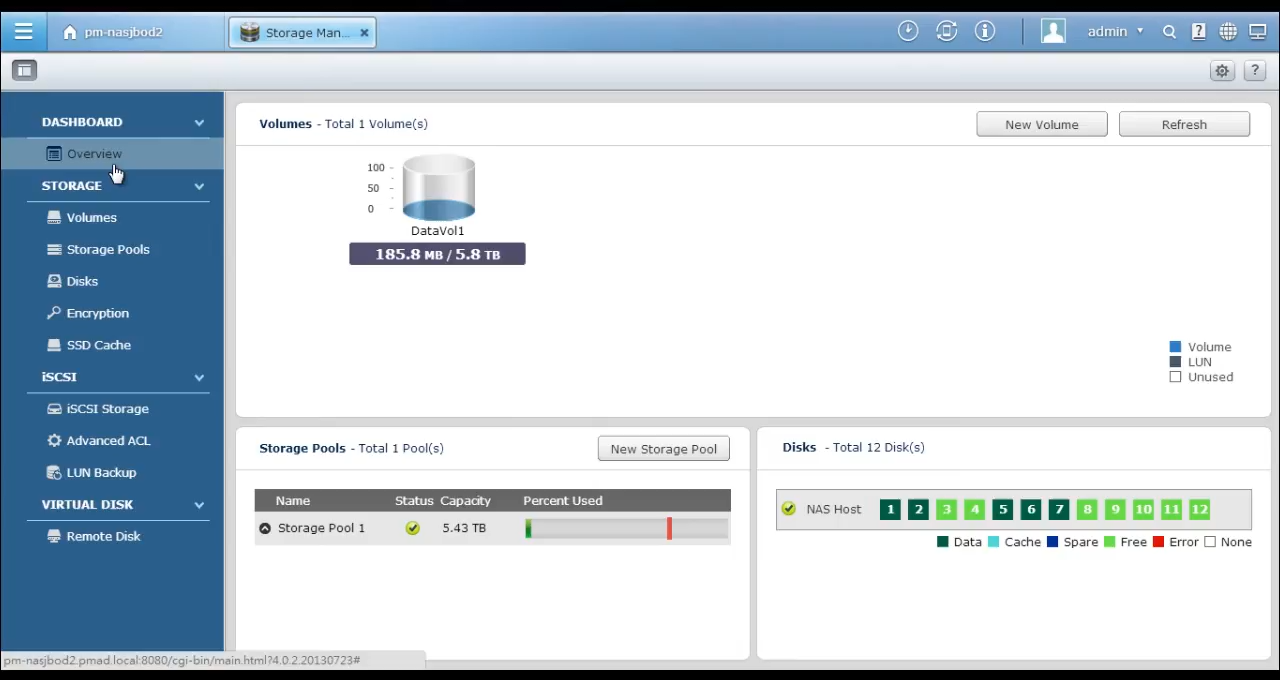 pm-nasjbod2
Storage Man...
admin
DASHBOARD
Overview
STORAGE
Volumes
Storage Pools
Disks
Encryption
SSD Cache
iSCSI
iSCSI Storage
Advanced ACL
LUN Backup
VIRTUAL DISK
Remote Disk
Volumes - Total 1 Volume(s)
New Volume
Refresh
100
50
0
DataVol1
185.8 MB / 5.8 TB
Volume
LUN
Unused
Storage Pools - Total 1 Pool(s)
New Storage Pool
Name Status Capacity Percent Used
Storage Pool 1 5.43 TB
Disks - Total 12 Disk(s)
NAS Host 1 2 3 4 5 6 7 8 9 10 11 12
Data Cache Spare Free Error None
pm-nasjbod2.pmad.local:8080/cgi-bin/main.html?4.0.2.20130723#